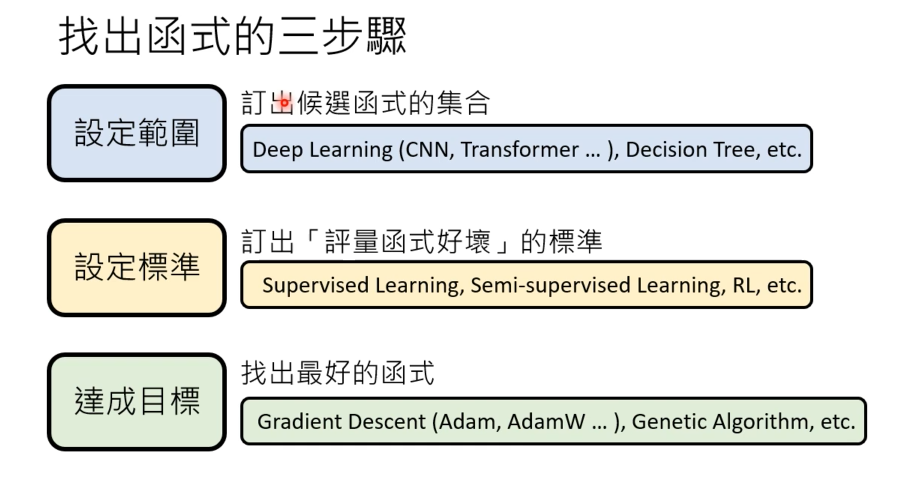 找出函式的三步驟
設定範圍
訂出候選函式的集合
Deep Learning (CNN, Transformer … ), Decision Tree, etc.
設定標準
訂出「評量函式好壞」的標準
Supervised Learning, Semi-supervised Learning, RL, etc.
達成目標
找出最好的函式
Gradient Descent (Adam, AdamW … ), Genetic Algorithm, etc.